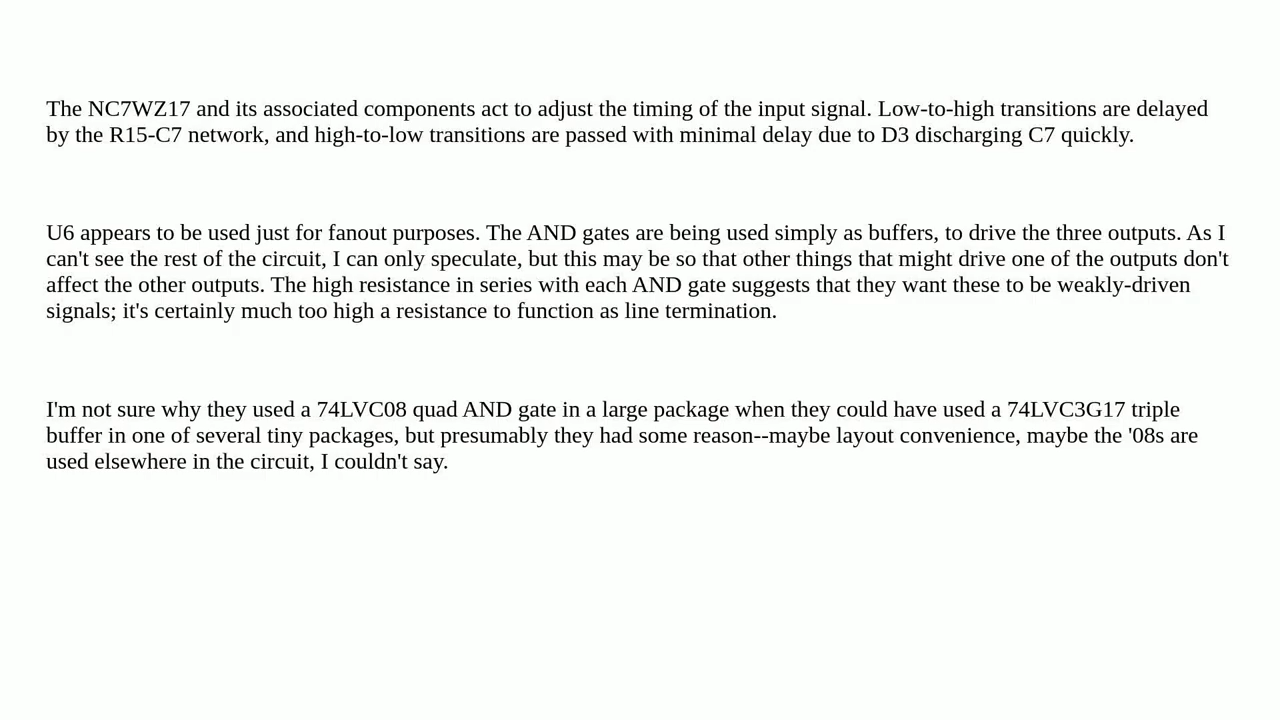 The NC7WZ17 and its associated components act to adjust the timing of the input signal. Low-to-high transitions are delayed
by the R15-C7 network, and high-to-low transitions are passed with minimal delay due to D3 discharging C7 quickly.
U6 appears to be used just for fanout purposes. The AND gates are being used simply as buffers, to drive the three outputs. As I
can't see the rest of the circuit, I can only speculate, but this may be so that other things that might drive one of the outputs don't
affect the other outputs. The high resistance in series with each AND gate suggests that they want these to be weakly-driven
signals; it's certainly much too high a resistance to function as line termination.
I'm not sure why they used a 74LVC08 quad AND gate in a large package when they could have used a 74LVC3G17 triple
buffer in one of several tiny packages, but presumably they had some reason--maybe layout convenience, maybe the '08s are
used elsewhere in the circuit, I couldn't say.